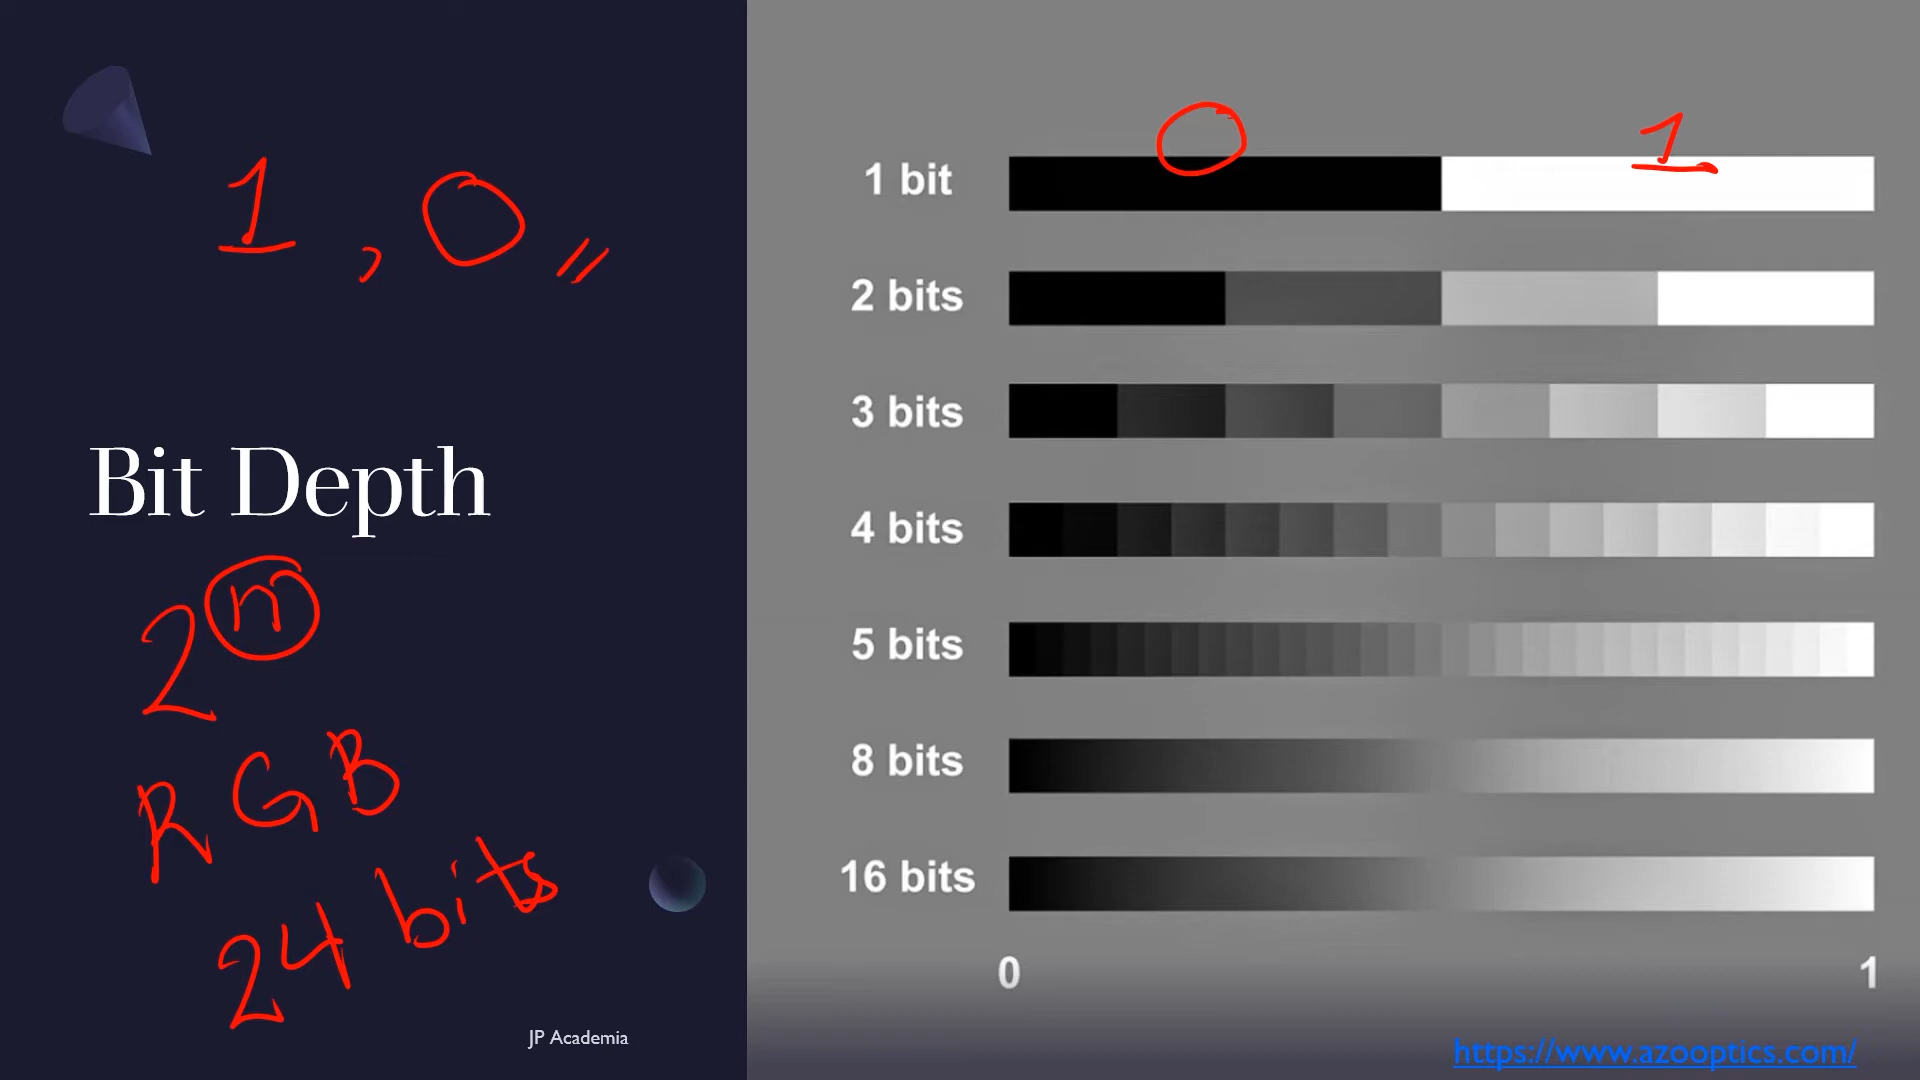 1 , 0 "
Bit Depth
2ⁿ
R G B
24 bits
JP Academia
0 1
1 bit
2 bits
3 bits
4 bits
5 bits
8 bits
16 bits
0 1
https://www.azooptics.com/